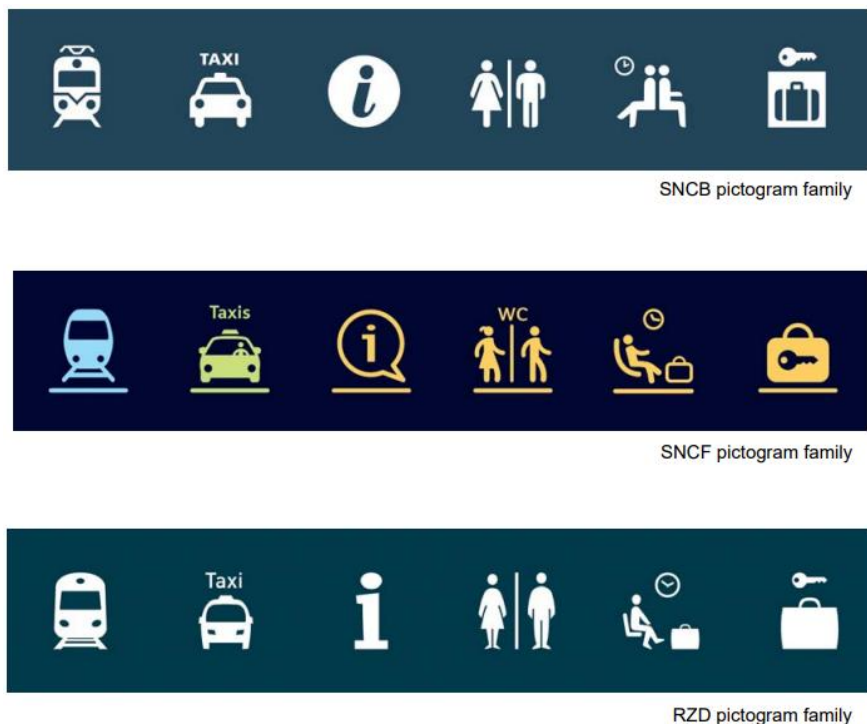 TAXI
i
SNCB pictogram family
Taxis
i
WC
SNCF pictogram family
Taxi
i
RZD pictogram family